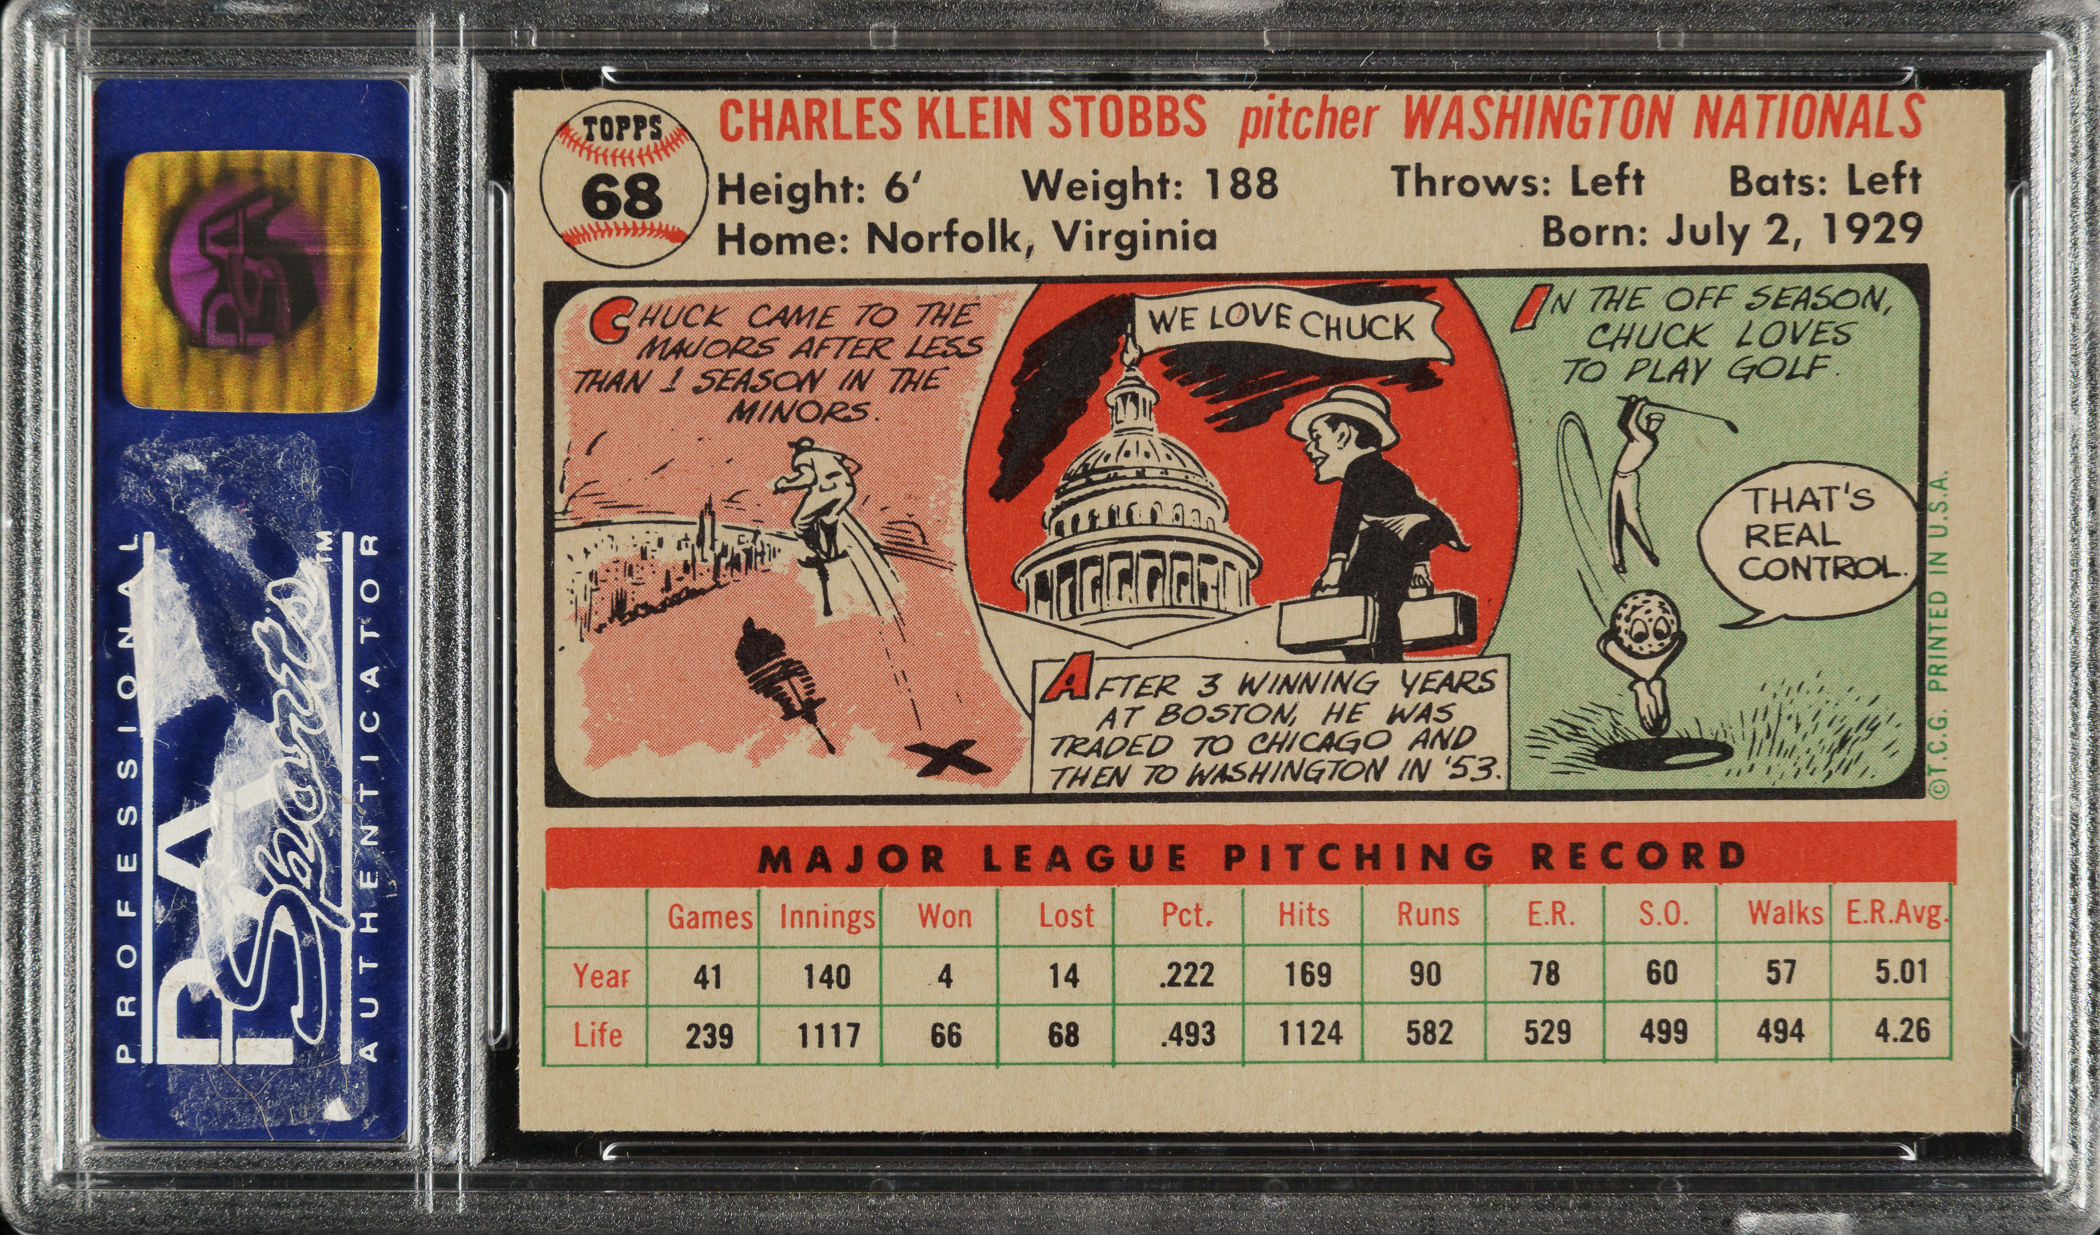 TOPPS
68
CHARLES KLEIN STOBBS pitcher WASHINGTON NATIONALS
Height: 6' Weight: 188 Throws: Left Bats: Left
Home: Norfolk, Virginia Born: July 2, 1929
CHUCK CAME TO THE
MAJORS AFTER LESS
THAN 1 SEASON IN THE
MINORS.
WE LOVE CHUCK
AFTER 3 WINNING YEARS
AT BOSTON, HE WAS
TRADED TO CHICAGO AND
THEN TO WASHINGTON IN '53.
IN THE OFF SEASON,
CHUCK LOVES
TO PLAY GOLF.
THAT'S
REAL
CONTROL.
©T.C.G. PRINTED IN U.S.A.
MAJOR LEAGUE PITCHING RECORD
Games Innings Won Lost Pct. Hits Runs E.R. S.O. Walks E.R.Avg.
Year 41 140 4 14 .222 169 90 78 60 57 5.01
Life 239 1117 66 68 .493 1124 582 529 499 494 4.26
PSA
PROFESSIONAL
PSA
Sports
TM
AUTHENTICATOR